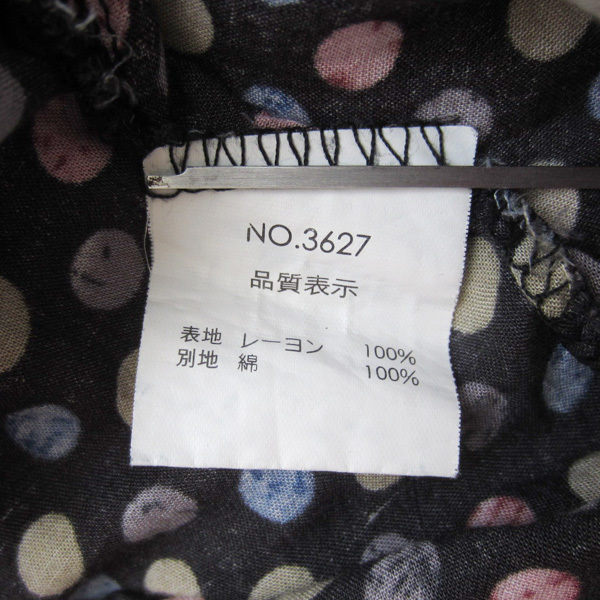 NO.3627
品質表示
表地 レーヨン 100%
別地 綿 100%